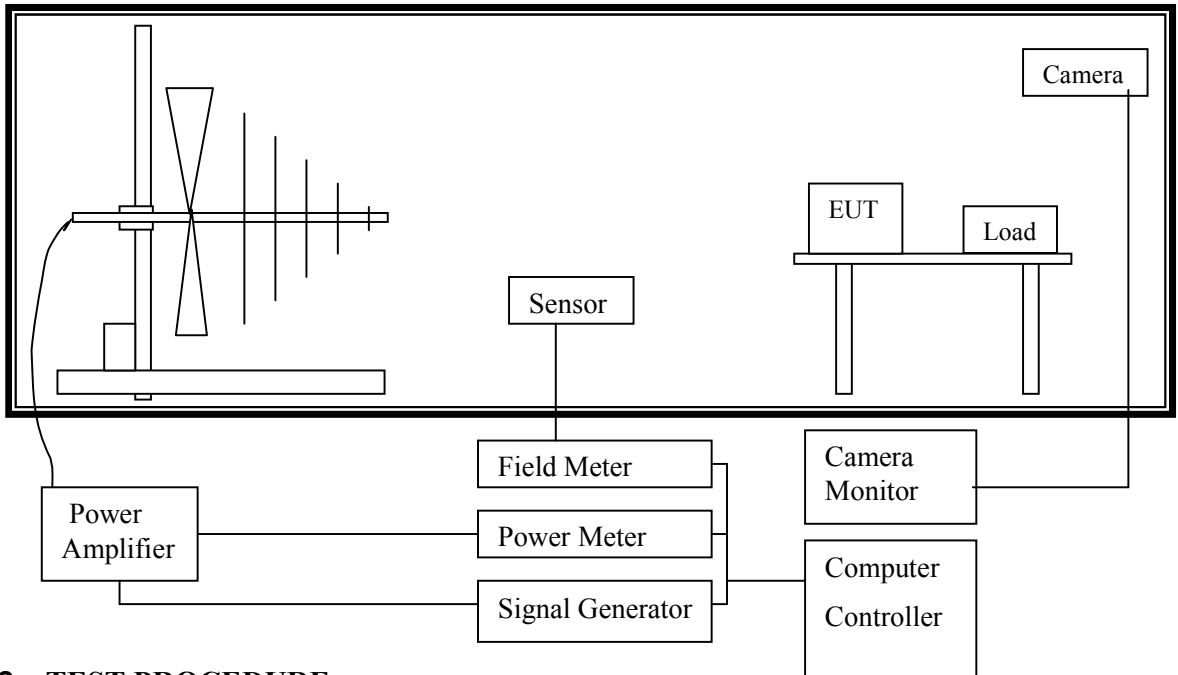 Camera
EUT
Load
Sensor
Field Meter
Camera
Monitor
Power
Amplifier
Power Meter
Computer
Controller
Signal Generator
TEST PROCEDURE